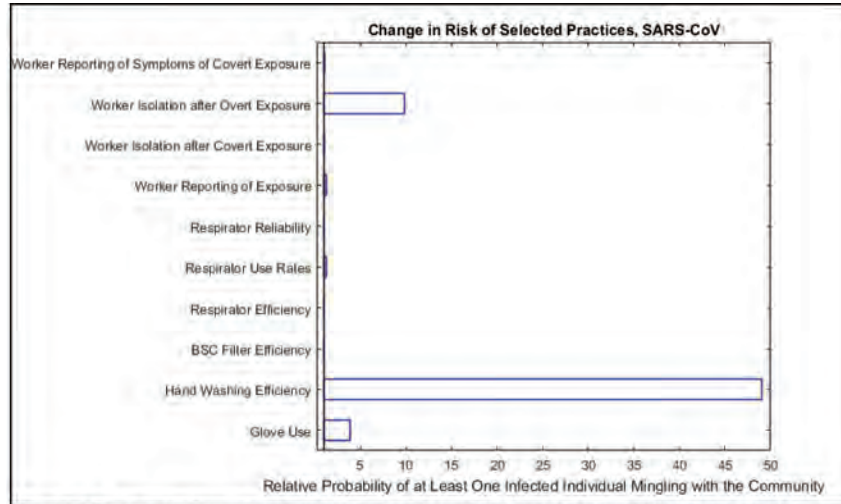 Change in Risk of Selected Practices, SARS-CoV
Worker Reporting of Symptoms of Covert Exposure
Worker Isolation after Overt Exposure
Worker Isolation after Covert Exposure
Worker Reporting of Exposure
Respirator Reliability
Respirator Use Rates
Respirator Efficiency
BSC Filter Efficiency
Hand Washing Efficiency
Glove Use
5 10 15 20 25 30 35 40 45 50
Relative Probability of at Least One Infected Individual Mingling with the Community